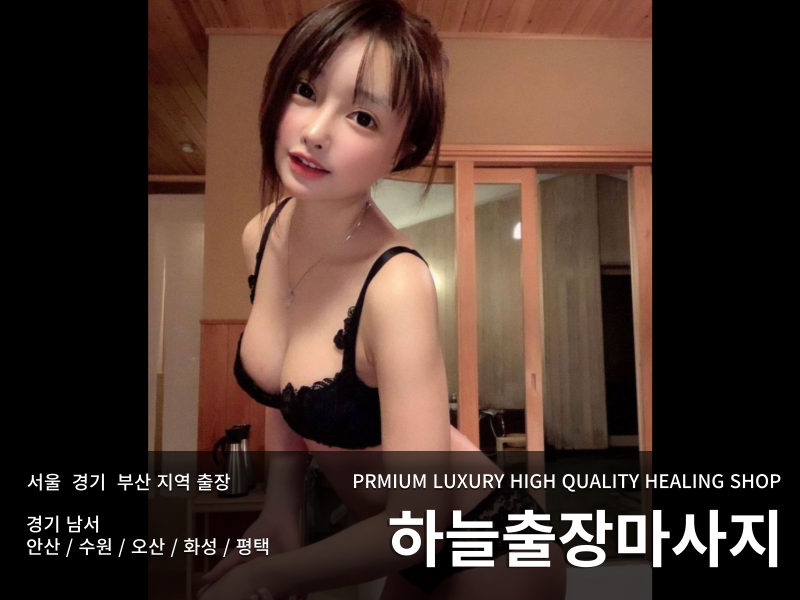 서울 경기 부산 지역 출장
PRMIUM LUXURY HIGH QUALITY HEALING SHOP
경기 남서
안산 / 수원 / 오산 / 화성 / 평택
하늘출장마사지